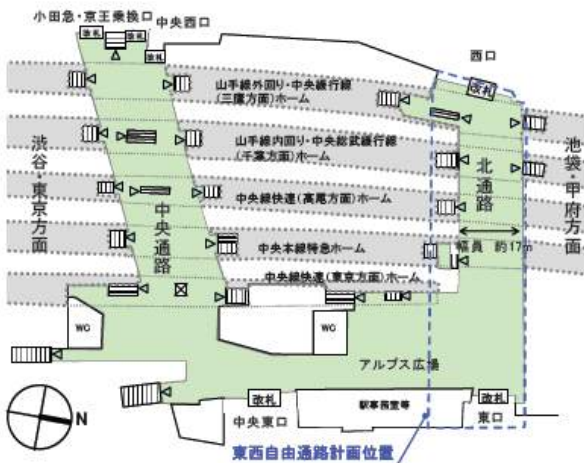 小田急・京王乗換口
中央西口
改札
改札
改札
西口
改札
山手線外回り・中央緩行線
(三鷹方面)ホーム
山手線内回り・中央総武緩行線
(千葉方面)ホーム
中央線快速(高尾方面)ホーム
中央本線特急ホーム
中央線快速(東京方面)ホーム
渋谷・東京方面
中央通路
北通路
池袋・甲府方面
幅員 約17m
WC
WC
アルプス広場
改札
改札
駅事務室等
中央東口
東口
N
東西自由通路計画位置